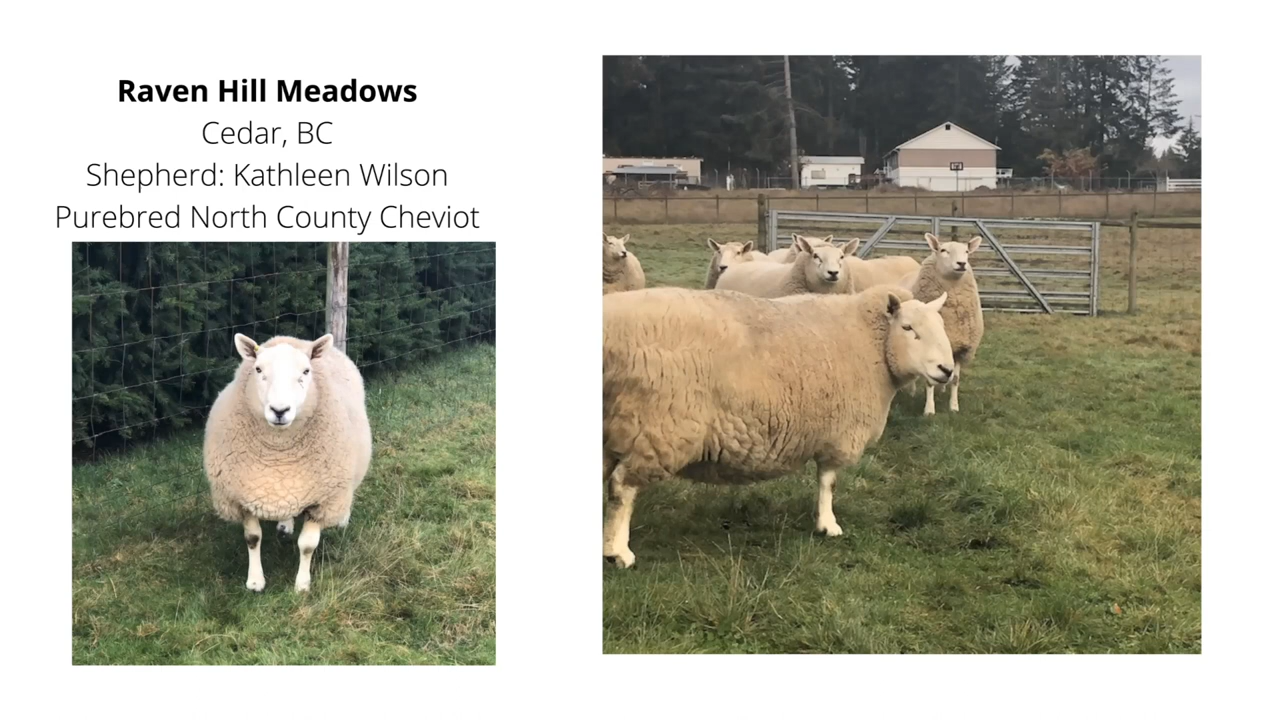 Raven Hill Meadows
Cedar, BC
Shepherd: Kathleen Wilson
Purebred North County Cheviot